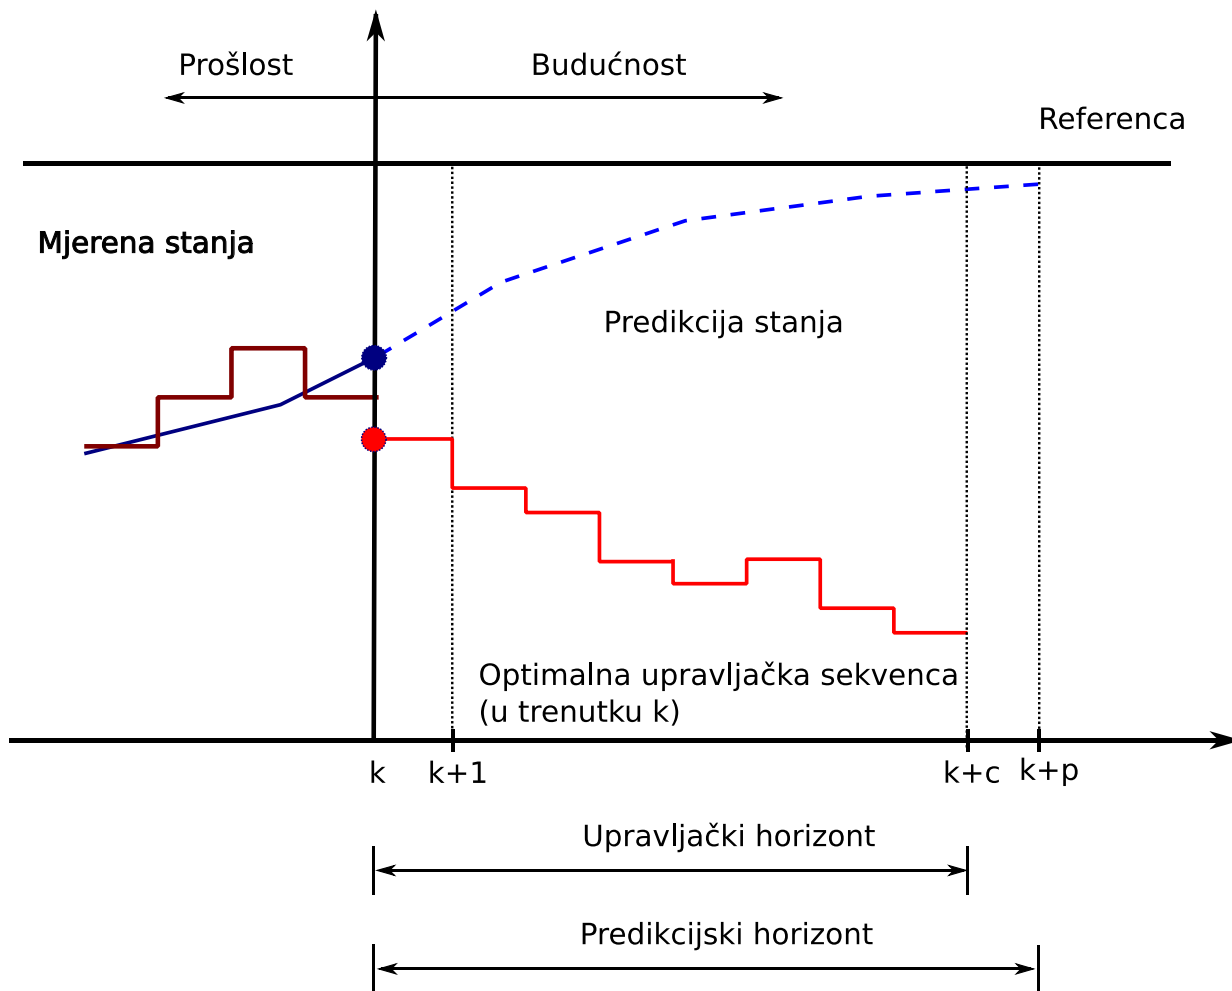 Prošlost
Budućnost
Referenca
Mjerena stanja
Predikcija stanja
Optimalna upravljačka sekvenca
(u trenutku k)
k
k+1
k+c
k+p
Upravljački horizont
Predikcijski horizont